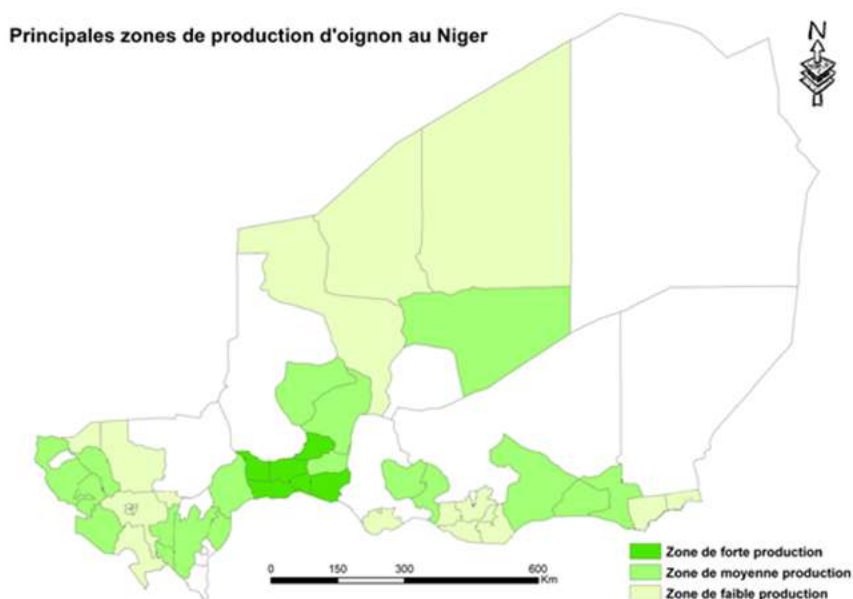 Principales zones de production d'oignon au Niger
N
Zone de forte production
0 150 300 600
Km
Zone de moyenne production
Zone de faible production